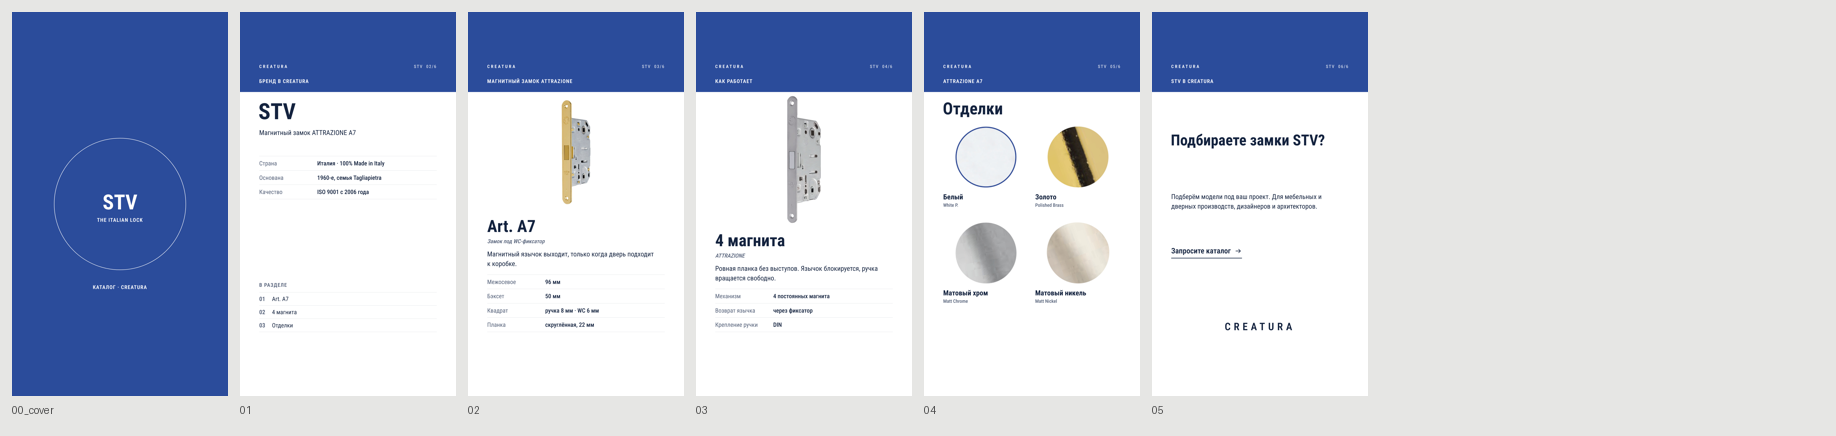 STV
THE ITALIAN LOCK
КАТАЛОГ · CREATURA
00_cover
CREATURA
STV 02/6
БРЕНД В CREATURA
STV
Магнитный замок ATTRAZIONE A7
Страна Италия · 100% Made in Italy
Основана 1960-е, семья Tagliapietra
Качество ISO 9001 с 2006 года
В РАЗДЕЛЕ
01 Art. A7
02 4 магнита
03 Отделки
01
CREATURA
STV 03/6
МАГНИТНЫЙ ЗАМОК ATTRAZIONE
Art. A7
Замок под WC-фиксатор
Магнитный язычок выходит, только когда дверь подходит
к коробке.
Межосевое 96 мм
Бэксет 50 мм
Квадрат ручка 8 мм · WC 6 мм
Планка скруглённая, 22 мм
02
CREATURA
STV 04/6
КАК РАБОТАЕТ
4 магнита
ATTRAZIONE
Ровная планка без выступов. Язычок блокируется, ручка
вращается свободно.
Механизм 4 постоянных магнита
Возврат язычка через фиксатор
Крепление ручки DIN
03
CREATURA
STV 05/6
ATTRAZIONE A7
Отделки
Белый
White P.
Золото
Polished Brass
Матовый хром
Matt Chrome
Матовый никель
Matt Nickel
04
CREATURA
STV 06/6
STV В CREATURA
Подбираете замки STV?
Подберём модели под ваш проект. Для мебельных и
дверных производств, дизайнеров и архитекторов.
Запросите каталог →
CREATURA
05